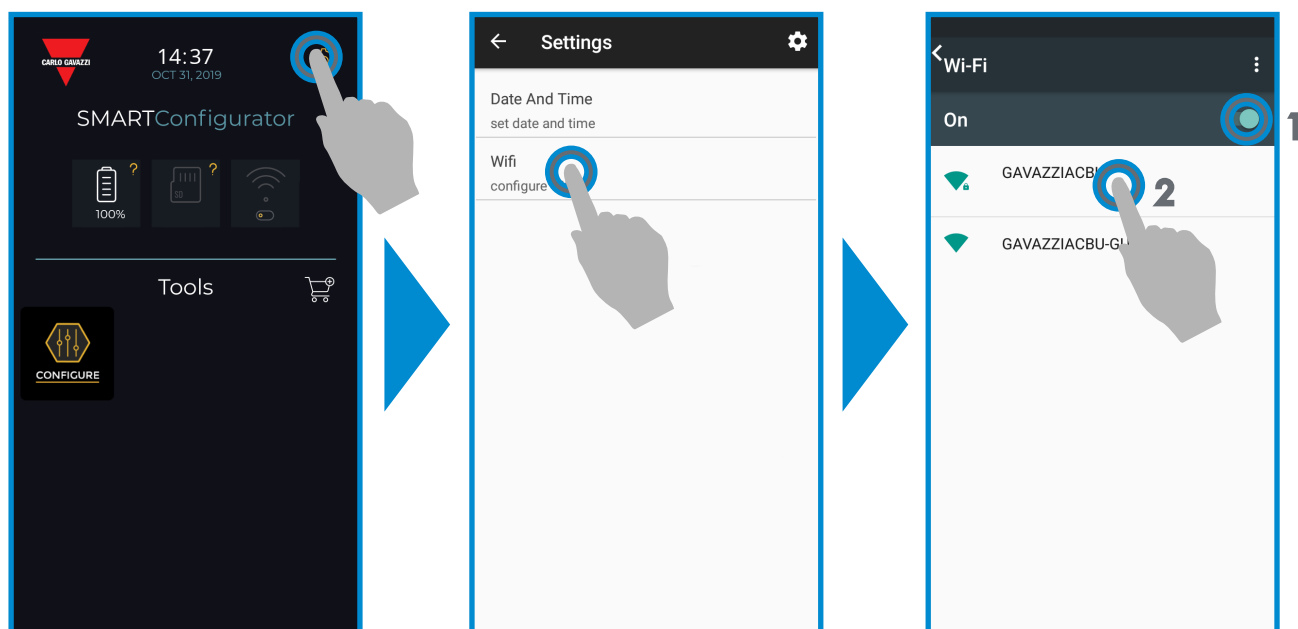 CARLO GAVAZZI
14:37
OCT 31, 2019
SMARTConfigurator
?
?
SD
100%
Tools
CONFIGURE
Settings
Date And Time
set date and time
Wifi
configure
Wi-Fi
On
1
2